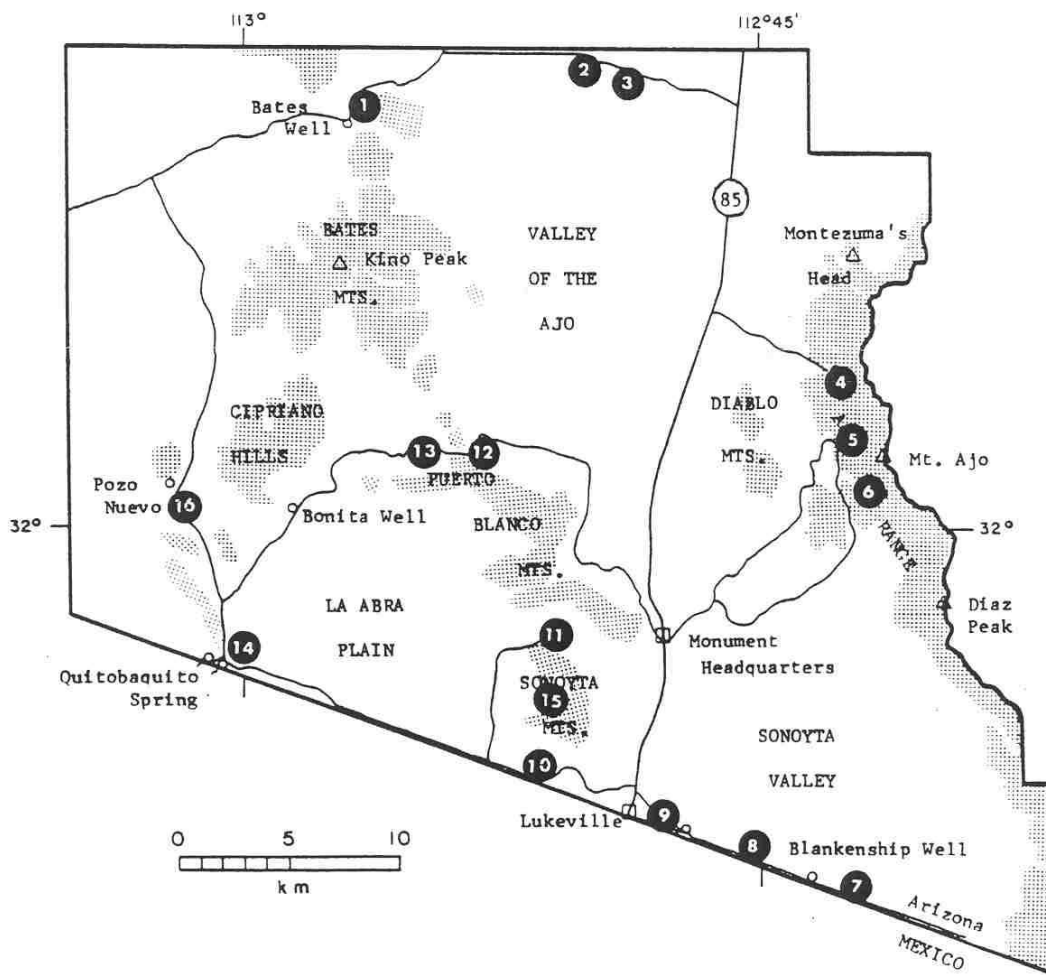 113°
112°45'
2
3
1
Bates
Well
85
BATES
VALLEY
Montezuma's
Kino Peak
OF THE
Head
MTS.
AJO
4
CIPRIANO
DIABLO
A
5
HILLS
13
12
MTS.
Mt. Ajo
Pozo
PUERTO
6
Nuevo
16
Bonita Well
BLANCO
32°
RANGE
32°
MTS.
LA ABRA
Diaz
Peak
14
PLAIN
11
Monument
Headquarters
Quitobaquito
Spring
SONOYTA
15
MTS.
SONOYTA
10
VALLEY
Lukeville
9
0 5 10
8
Blankenship Well
km
7
Arizona
MEXICO